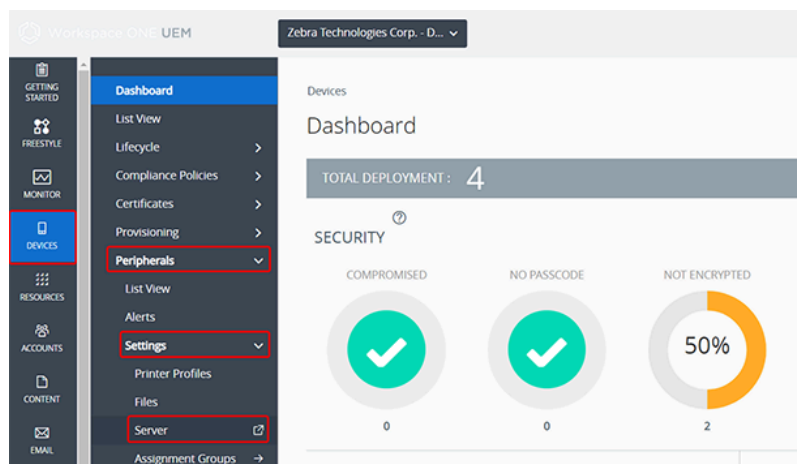 Workspace ONE UEM
Zebra Technologies Corp. - D...
GETTING
STARTED
FREESTYLE
MONITOR
DEVICES
RESOURCES
ACCOUNTS
CONTENT
EMAIL
Dashboard
List View
Lifecycle
Compliance Policies
Certificates
Provisioning
Peripherals
List View
Alerts
Settings
Printer Profiles
Files
Server
Assignment Groups
Devices
Dashboard
TOTAL DEPLOYMENT : 4
SECURITY
COMPROMISED
0
NO PASSCODE
0
NOT ENCRYPTED
50%
2